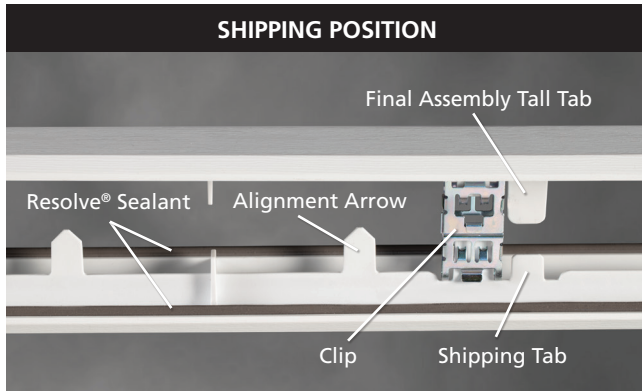 SHIPPING POSITION
Final Assembly Tall Tab
Resolve® Sealant
Alignment Arrow
Clip
Shipping Tab